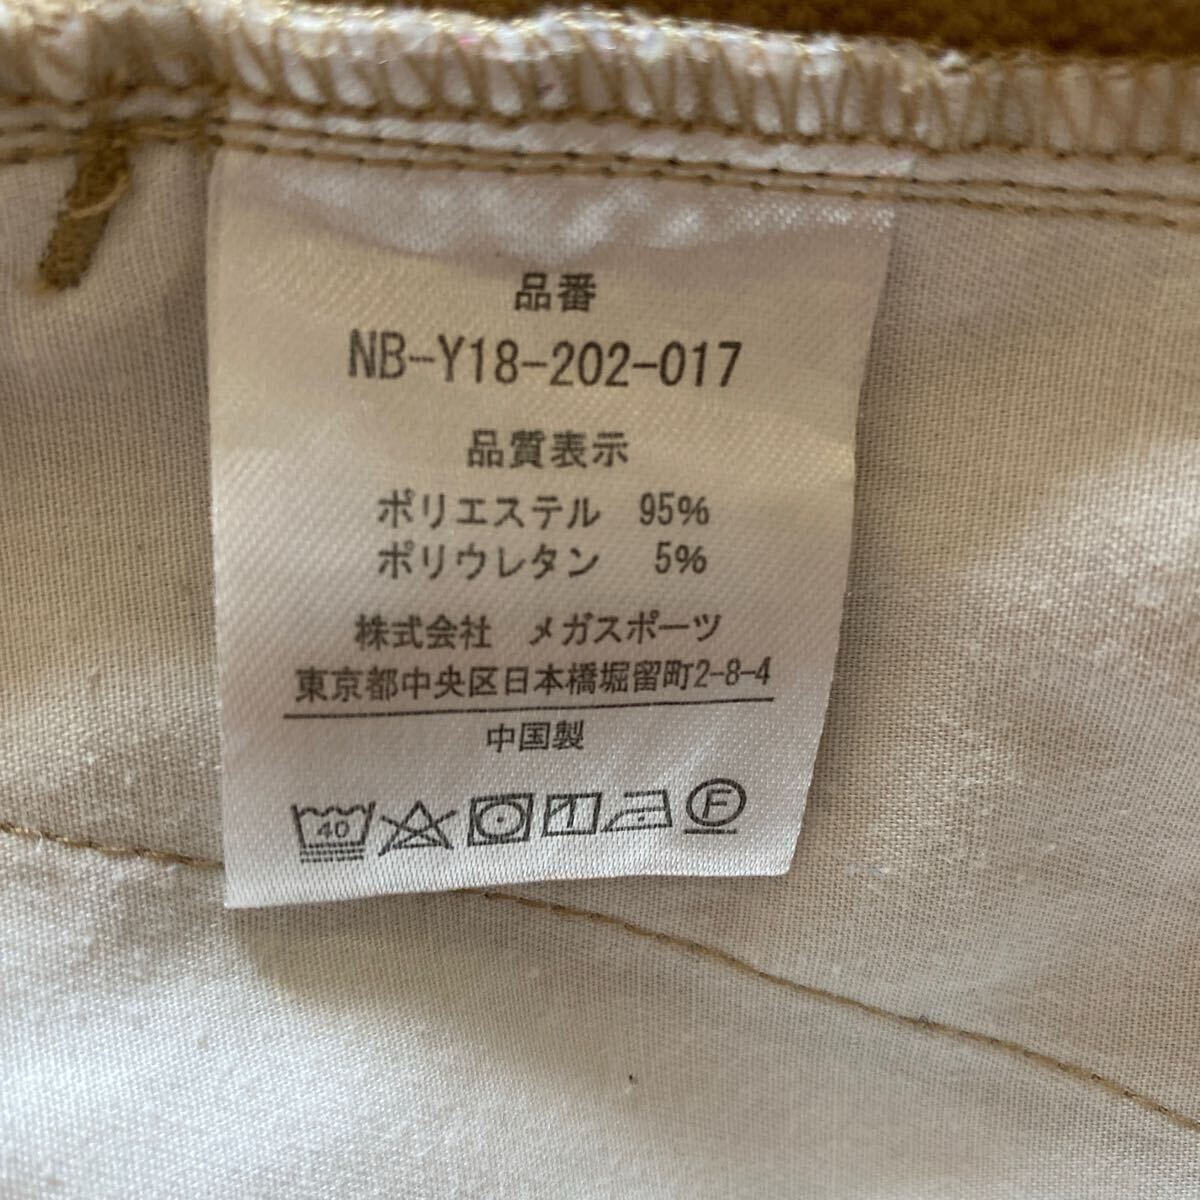 品番
NB-Y18-202-017
品質表示
ポリエステル 95%
ポリウレタン 5%
株式会社 メガスポーツ
東京都中央区日本橋堀留町2-8-4
中国製
40 F